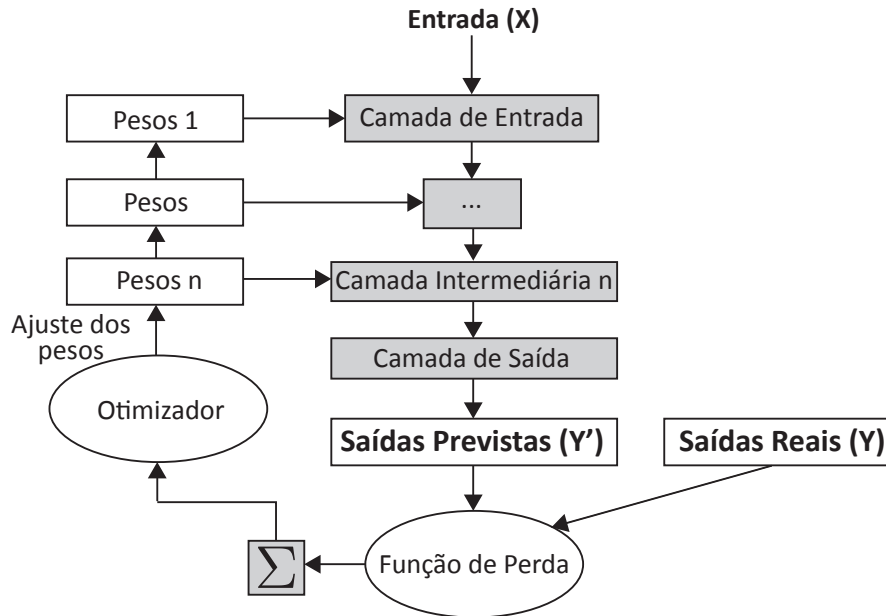 Entrada (X)
Pesos 1
Camada de Entrada
Pesos
...
Pesos n
Camada Intermediária n
Ajuste dos
pesos
Camada de Saída
Otimizador
Saídas Previstas (Y’)
Saídas Reais (Y)
Σ
Função de Perda